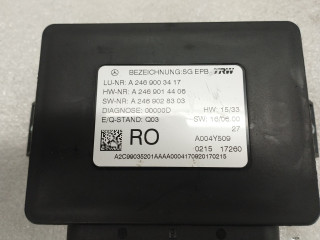 BEZEICHNUNG:SG EPB TRW
LU-NR: A 246 900 34 17
HW-NR: A 246 901 44 06
SW-NR: A 246 902 83 03
DIAGNOSE: 00000D HW: 15/33
E/Q-STAND: Q03 SW: 16/06.00
27
RO A004Y509
0215 17260
A2C99035201AAAA0004170920170215